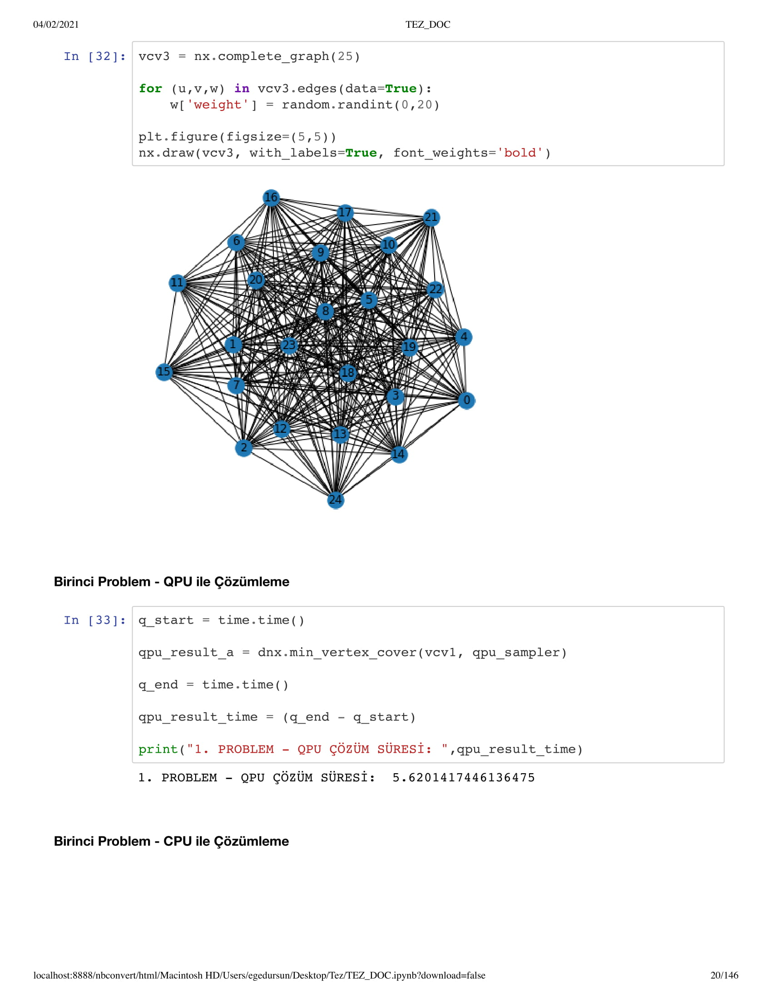 04/02/2021 TEZ_DOC
In [32]: vcv3 = nx.complete_graph(25)
for (u,v,w) in vcv3.edges(data=True):
    w['weight'] = random.randint(0,20)
plt.figure(figsize=(5,5))
nx.draw(vcv3, with_labels=True, font_weights='bold')
16
17
21
6
10
9
20
11
22
5
8
4
1
23
19
15
18
7
3
0
12
13
2
14
24
Birinci Problem - QPU ile Çözümleme
In [33]: q_start = time.time()
qpu_result_a = dnx.min_vertex_cover(vcv1, qpu_sampler)
q_end = time.time()
qpu_result_time = (q_end - q_start)
print("1. PROBLEM - QPU ÇÖZÜM SÜRESİ: ",qpu_result_time)
1. PROBLEM - QPU ÇÖZÜM SÜRESİ:  5.6201417446136475
Birinci Problem - CPU ile Çözümleme
localhost:8888/nbconvert/html/Macintosh HD/Users/egedursun/Desktop/Tez/TEZ_DOC.ipynb?download=false 20/146